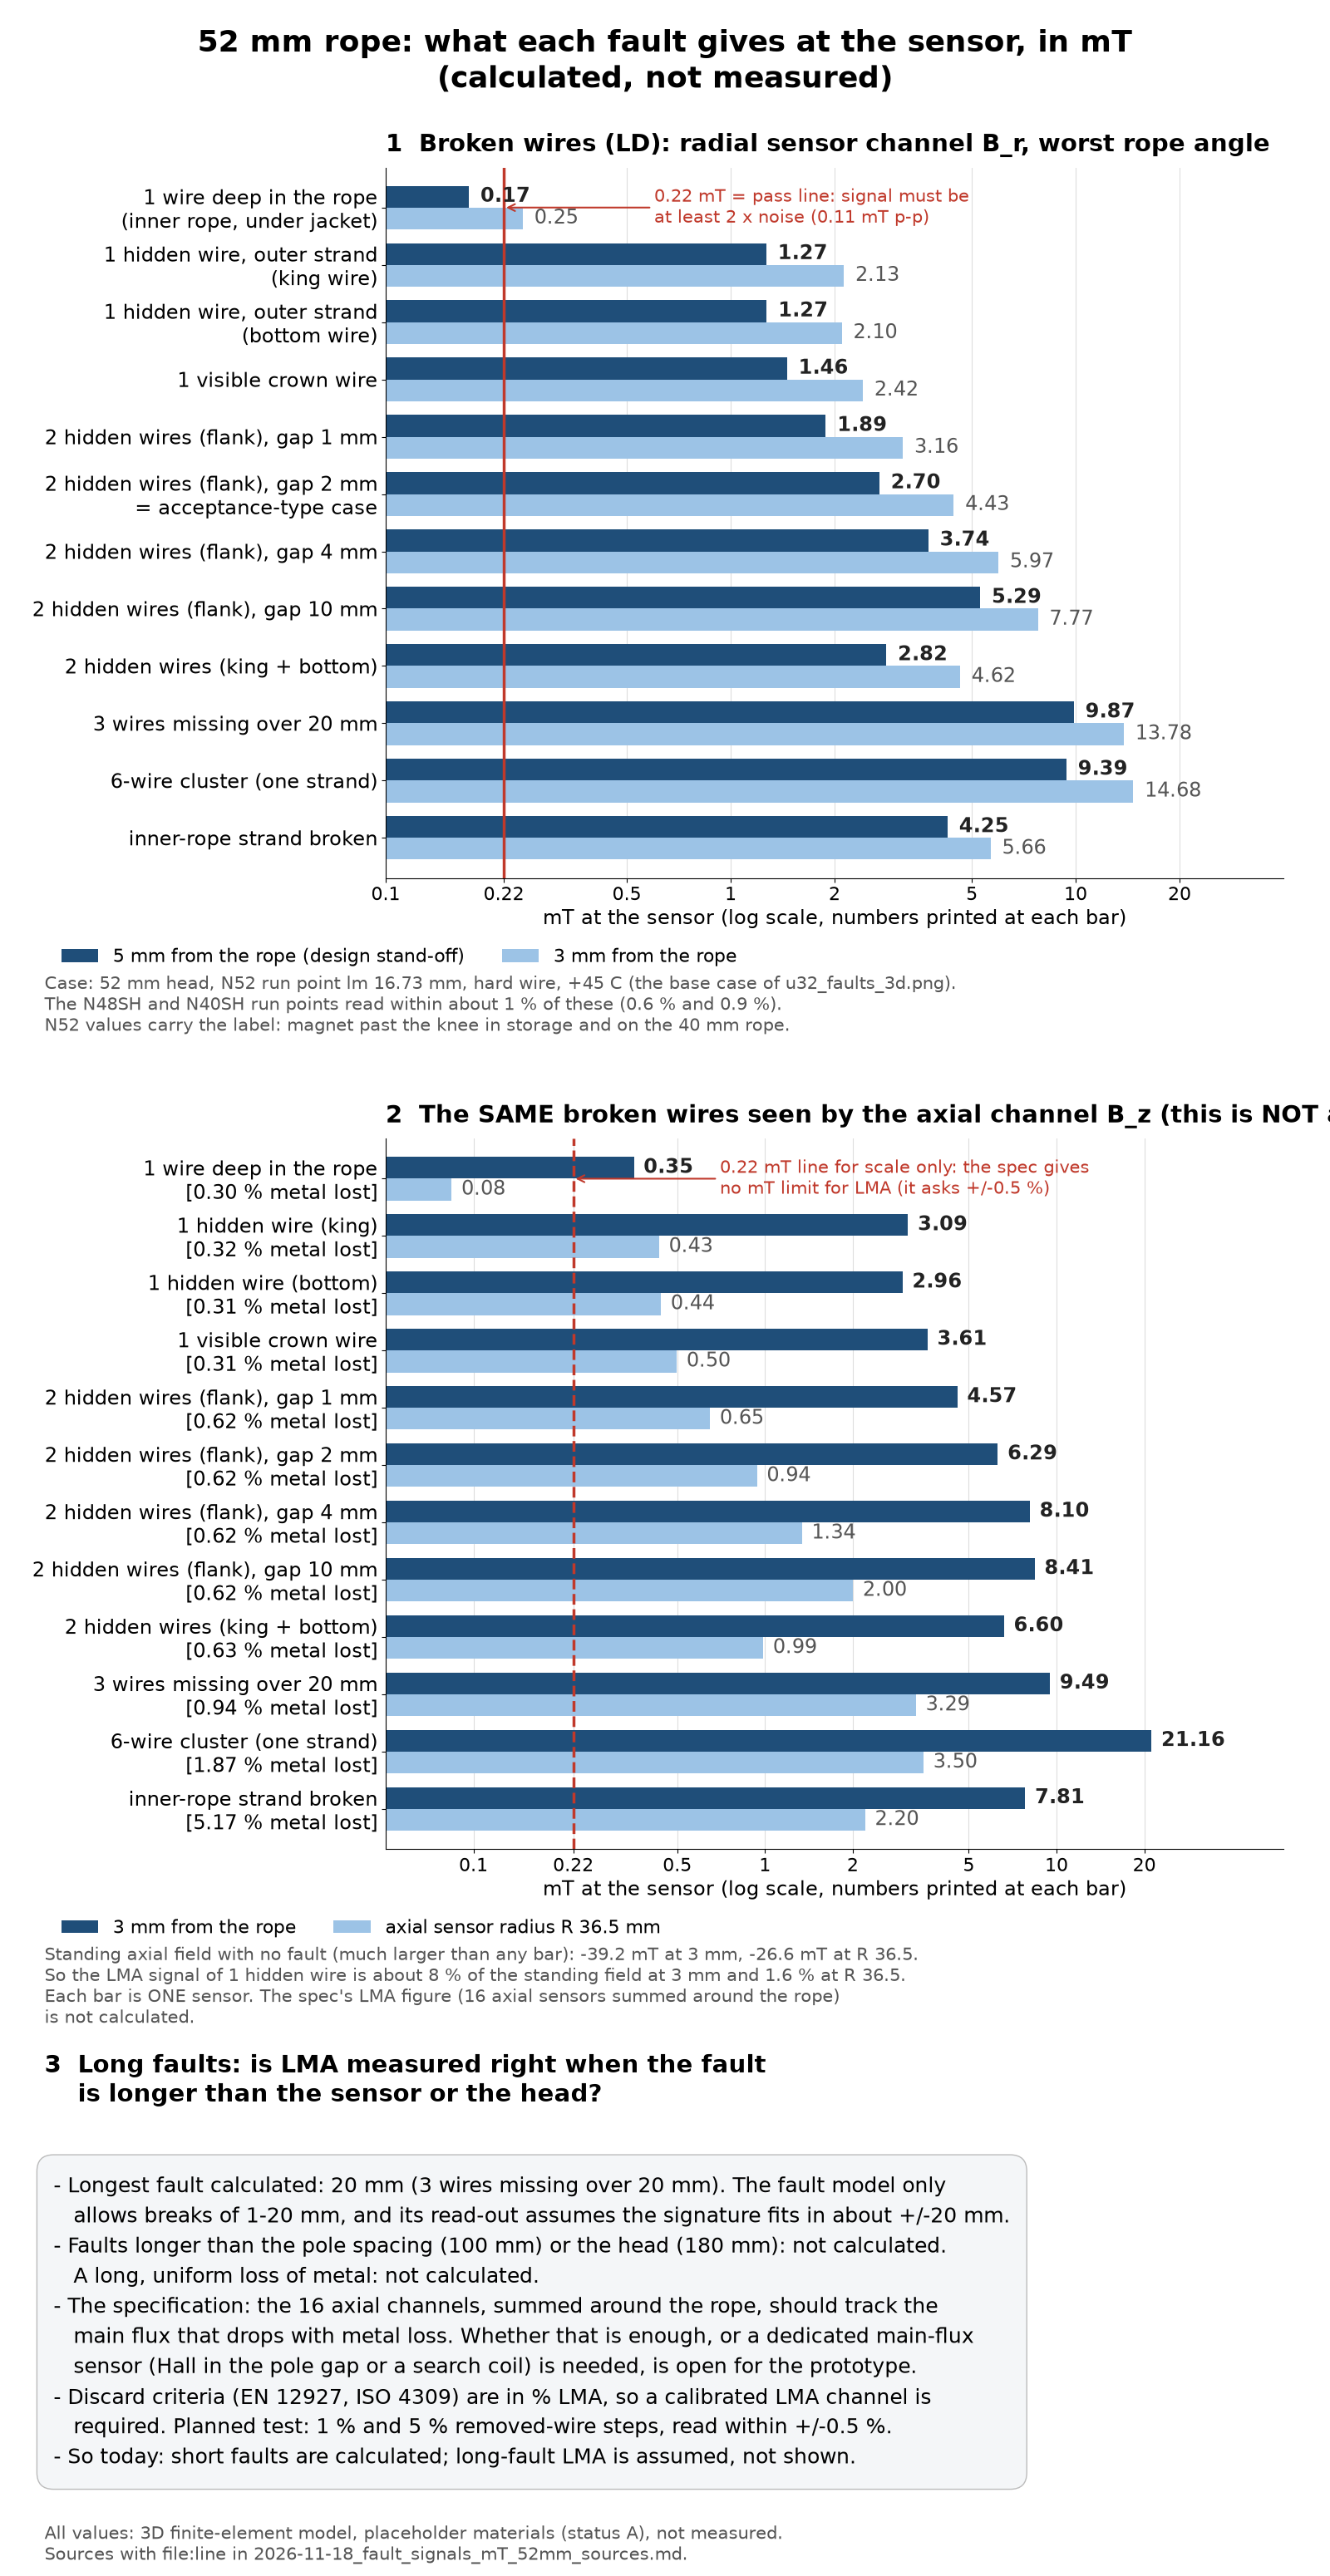 52 mm rope: what each fault gives at the sensor, in mT
(calculated, not measured)
1 Broken wires (LD): radial sensor channel B_r, worst rope angle
1 wire deep in the rope
(inner rope, under jacket)
0.17
0.25
0.22 mT = pass line: signal must be
at least 2 x noise (0.11 mT p-p)
1 hidden wire, outer strand
(king wire)
1.27
2.13
1 hidden wire, outer strand
(bottom wire)
1.27
2.10
1 visible crown wire
1.46
2.42
2 hidden wires (flank), gap 1 mm
1.89
3.16
2 hidden wires (flank), gap 2 mm
= acceptance-type case
2.70
4.43
2 hidden wires (flank), gap 4 mm
3.74
5.97
2 hidden wires (flank), gap 10 mm
5.29
7.77
2 hidden wires (king + bottom)
2.82
4.62
3 wires missing over 20 mm
9.87
13.78
6-wire cluster (one strand)
9.39
14.68
inner-rope strand broken
4.25
5.66
0.1 0.22 0.5 1 2 5 10 20
mT at the sensor (log scale, numbers printed at each bar)
5 mm from the rope (design stand-off) 3 mm from the rope
Case: 52 mm head, N52 run point lm 16.73 mm, hard wire, +45 C (the base case of u32_faults_3d.png).
The N48SH and N40SH run points read within about 1 % of these (0.6 % and 0.9 %).
N52 values carry the label: magnet past the knee in storage and on the 40 mm rope.
2 The SAME broken wires seen by the axial channel B_z (this is NOT
1 wire deep in the rope
[0.30 % metal lost]
0.35
0.08
0.22 mT line for scale only: the spec gives
no mT limit for LMA (it asks +/-0.5 %)
1 hidden wire (king)
[0.32 % metal lost]
3.09
0.43
1 hidden wire (bottom)
[0.31 % metal lost]
2.96
0.44
1 visible crown wire
[0.31 % metal lost]
3.61
0.50
2 hidden wires (flank), gap 1 mm
[0.62 % metal lost]
4.57
0.65
2 hidden wires (flank), gap 2 mm
[0.62 % metal lost]
6.29
0.94
2 hidden wires (flank), gap 4 mm
[0.62 % metal lost]
8.10
1.34
2 hidden wires (flank), gap 10 mm
[0.62 % metal lost]
8.41
2.00
2 hidden wires (king + bottom)
[0.63 % metal lost]
6.60
0.99
3 wires missing over 20 mm
[0.94 % metal lost]
9.49
3.29
6-wire cluster (one strand)
[1.87 % metal lost]
21.16
3.50
inner-rope strand broken
[5.17 % metal lost]
7.81
2.20
0.1 0.22 0.5 1 2 5 10 20
mT at the sensor (log scale, numbers printed at each bar)
3 mm from the rope axial sensor radius R 36.5 mm
Standing axial field with no fault (much larger than any bar): -39.2 mT at 3 mm, -26.6 mT at R 36.5.
So the LMA signal of 1 hidden wire is about 8 % of the standing field at 3 mm and 1.6 % at R 36.5.
Each bar is ONE sensor. The spec's LMA figure (16 axial sensors summed around the rope)
is not calculated.
3 Long faults: is LMA measured right when the fault
is longer than the sensor or the head?
- Longest fault calculated: 20 mm (3 wires missing over 20 mm). The fault model only
allows breaks of 1-20 mm, and its read-out assumes the signature fits in about +/-20 mm.
- Faults longer than the pole spacing (100 mm) or the head (180 mm): not calculated.
A long, uniform loss of metal: not calculated.
- The specification: the 16 axial channels, summed around the rope, should track the
main flux that drops with metal loss. Whether that is enough, or a dedicated main-flux
sensor (Hall in the pole gap or a search coil) is needed, is open for the prototype.
- Discard criteria (EN 12927, ISO 4309) are in % LMA, so a calibrated LMA channel is
required. Planned test: 1 % and 5 % removed-wire steps, read within +/-0.5 %.
- So today: short faults are calculated; long-fault LMA is assumed, not shown.
All values: 3D finite-element model, placeholder materials (status A), not measured.
Sources with file:line in 2026-11-18_fault_signals_mT_52mm_sources.md.